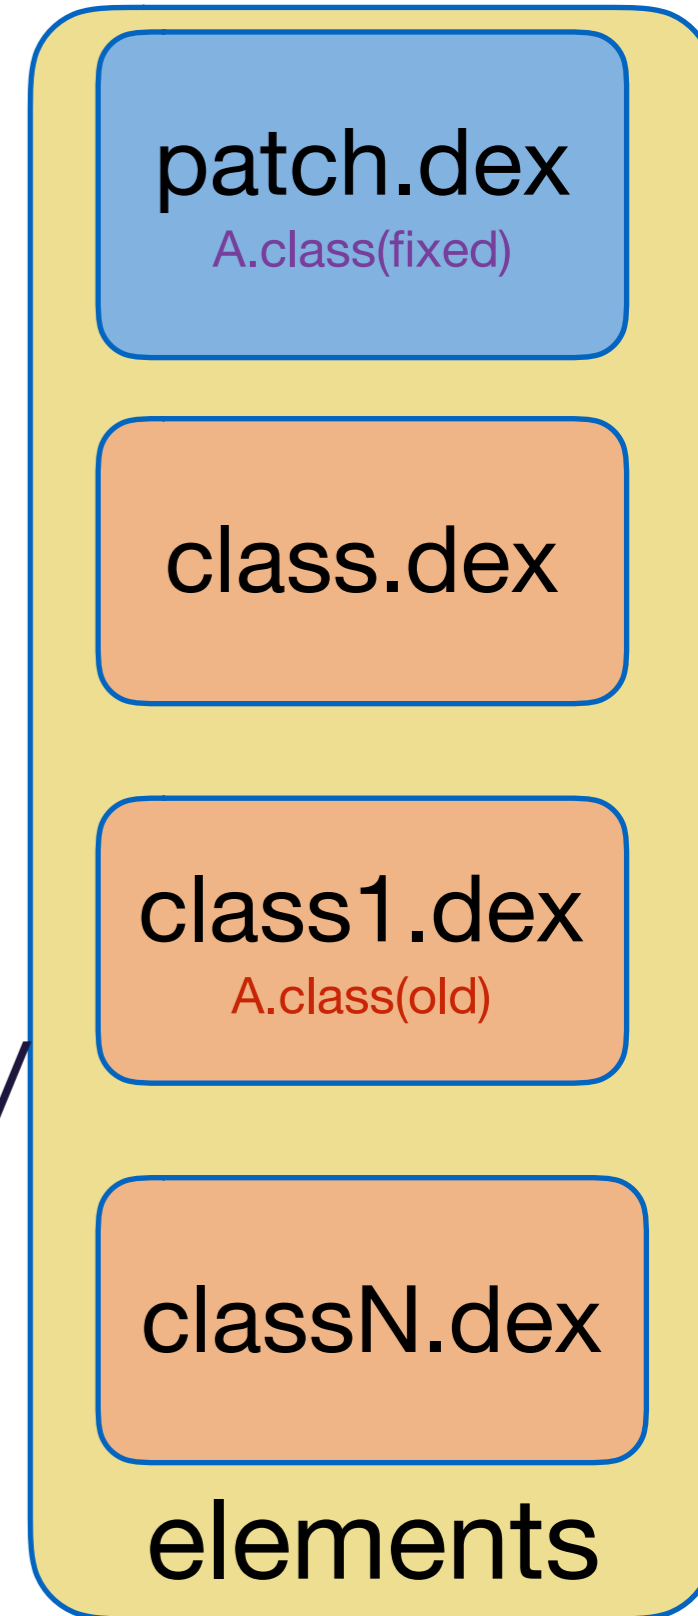 patch.dex
A.class(fixed)
class.dex
class1.dex
A.class(old)
classN.dex
elements